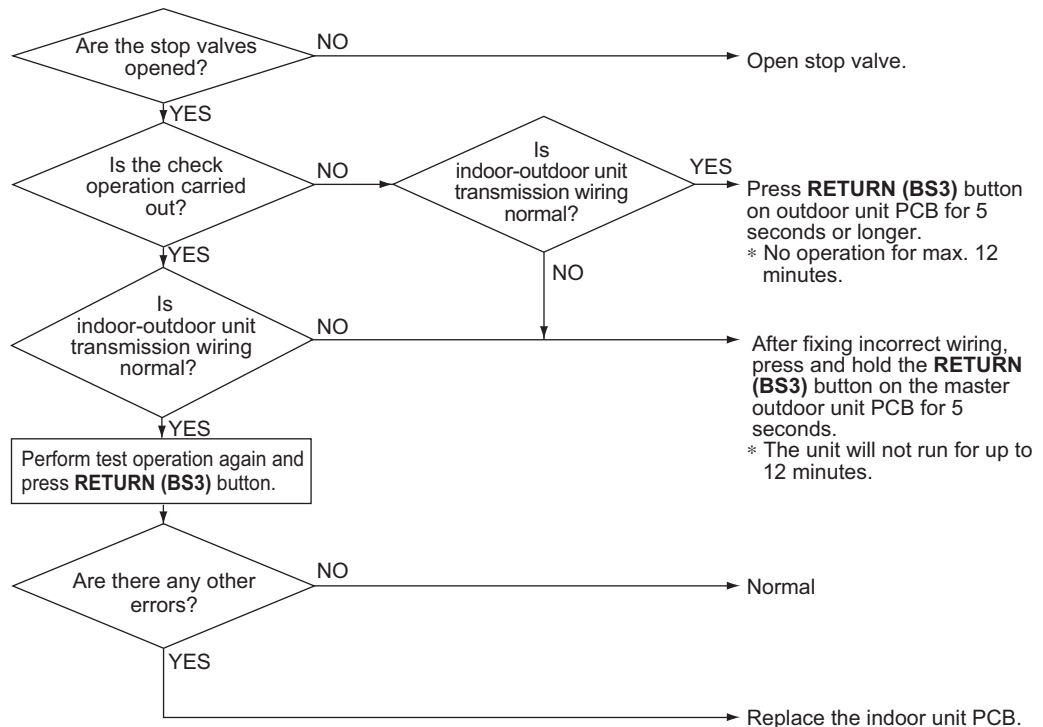 Are the stop valves
opened?
NO
Open stop valve.
YES
Is the check
operation carried
out?
NO
Is
indoor-outdoor unit
transmission wiring
normal?
YES
Press RETURN (BS3) button
on outdoor unit PCB for 5
seconds or longer.
* No operation for max. 12
minutes.
YES
NO
Is
indoor-outdoor unit
transmission wiring
normal?
NO
After fixing incorrect wiring,
press and hold the RETURN
(BS3) button on the master
outdoor unit PCB for 5
seconds.
* The unit will not run for up to
12 minutes.
YES
Perform test operation again and
press RETURN (BS3) button.
Are there any other
errors?
NO
Normal
YES
Replace the indoor unit PCB.